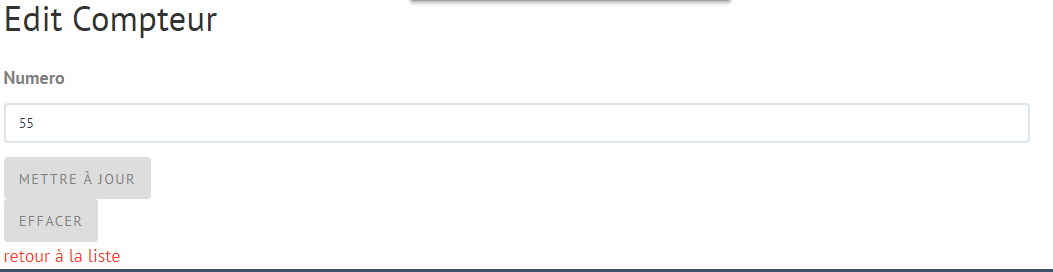 Edit Compteur
Numero
55
METTRE À JOUR
EFFACER
retour à la liste